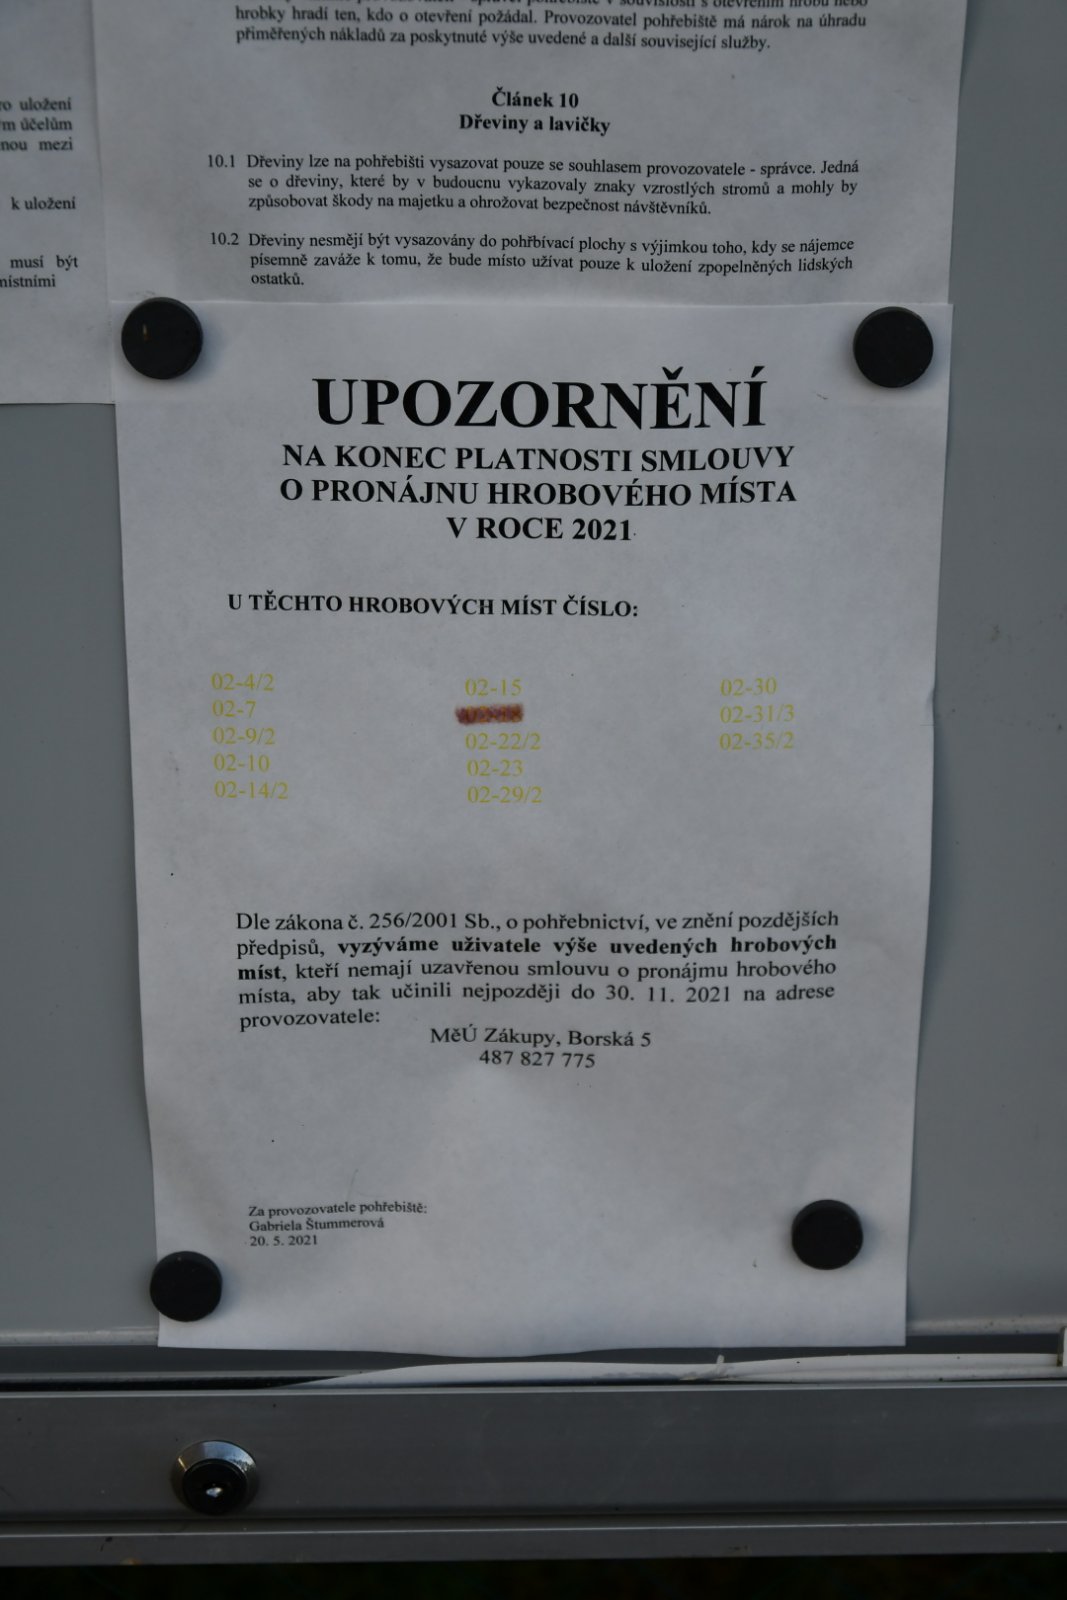 hrobky hradí ten, kdo o otevření požádal. Provozovatel pohřebiště má nárok na úhradu
přiměřených nákladů za poskytnuté výše uvedené a další související služby.
Článek 10
Dřeviny a lavičky
10.1 Dřeviny lze na pohřebišti vysazovat pouze se souhlasem provozovatele - správce. Jedná
se o dřeviny, které by v budoucnu vykazovaly znaky vzrostlých stromů a mohly by
způsobovat škody na majetku a ohrožovat bezpečnost návštěvníků.
10.2 Dřeviny nesmějí být vysazovány do pohřbívací plochy s výjimkou toho, kdy se nájemce
písemně zaváže k tomu, že bude místo užívat pouze k uložení zpopelněných lidských
ostatků.
uložení
účelům
mezi
k uložení
musí být
UPOZORNĚNÍ
NA KONEC PLATNOSTI SMLOUVY
O PRONÁJNU HROBOVÉHO MÍSTA
V ROCE 2021
U TĚCHTO HROBOVÝCH MÍST ČÍSLO:
02-4/2
02-7
02-9/2
02-10
02-14/2
02-15
02-22/2
02-23
02-29/2
02-30
02-31/3
02-35/2
Dle zákona č. 256/2001 Sb., o pohřebnictví, ve znění pozdějších
předpisů, vyzýváme uživatele výše uvedených hrobových
míst, kteří nemají uzavřenou smlouvu o pronájmu hrobového
místa, aby tak učinili nejpozději do 30. 11. 2021 na adrese
provozovatele:
MěÚ Zákupy, Borská 5
487 827 775
Za provozovatele pohřebiště:
Gabriela Štummerová
20. 5. 2021